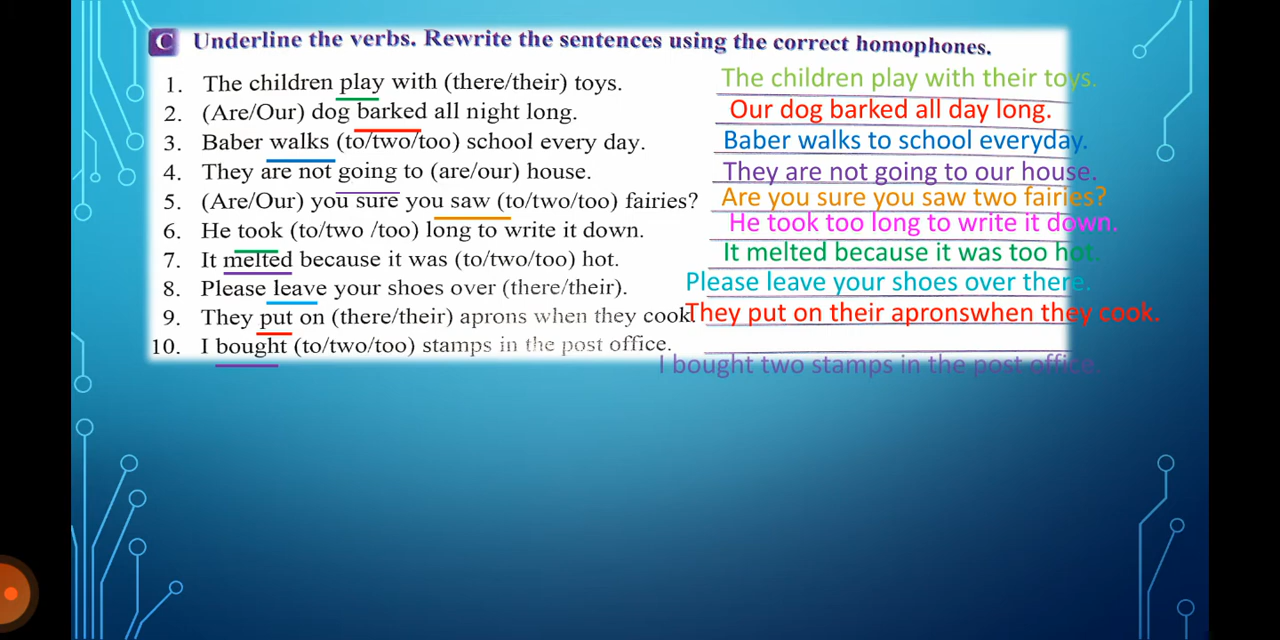 C Underline the verbs. Rewrite the sentences using the correct homophones.
1. The children play with (there/their) toys. The children play with their toys.
2. (Are/Our) dog barked all night long. Our dog barked all day long.
3. Baber walks (to/two/too) school every day. Baber walks to school everyday.
4. They are not going to (are/our) house. They are not going to our house.
5. (Are/Our) you sure you saw (to/two/too) fairies? Are you sure you saw two fairies?
6. He took (to/two /too) long to write it down. He took too long to write it down.
7. It melted because it was (to/two/too) hot. It melted because it was too hot.
8. Please leave your shoes over (there/their). Please leave your shoes over there.
9. They put on (there/their) aprons when they cook. They put on their apronswhen they cook.
10. I bought (to/two/too) stamps in the post office. I bought two stamps in the post office.